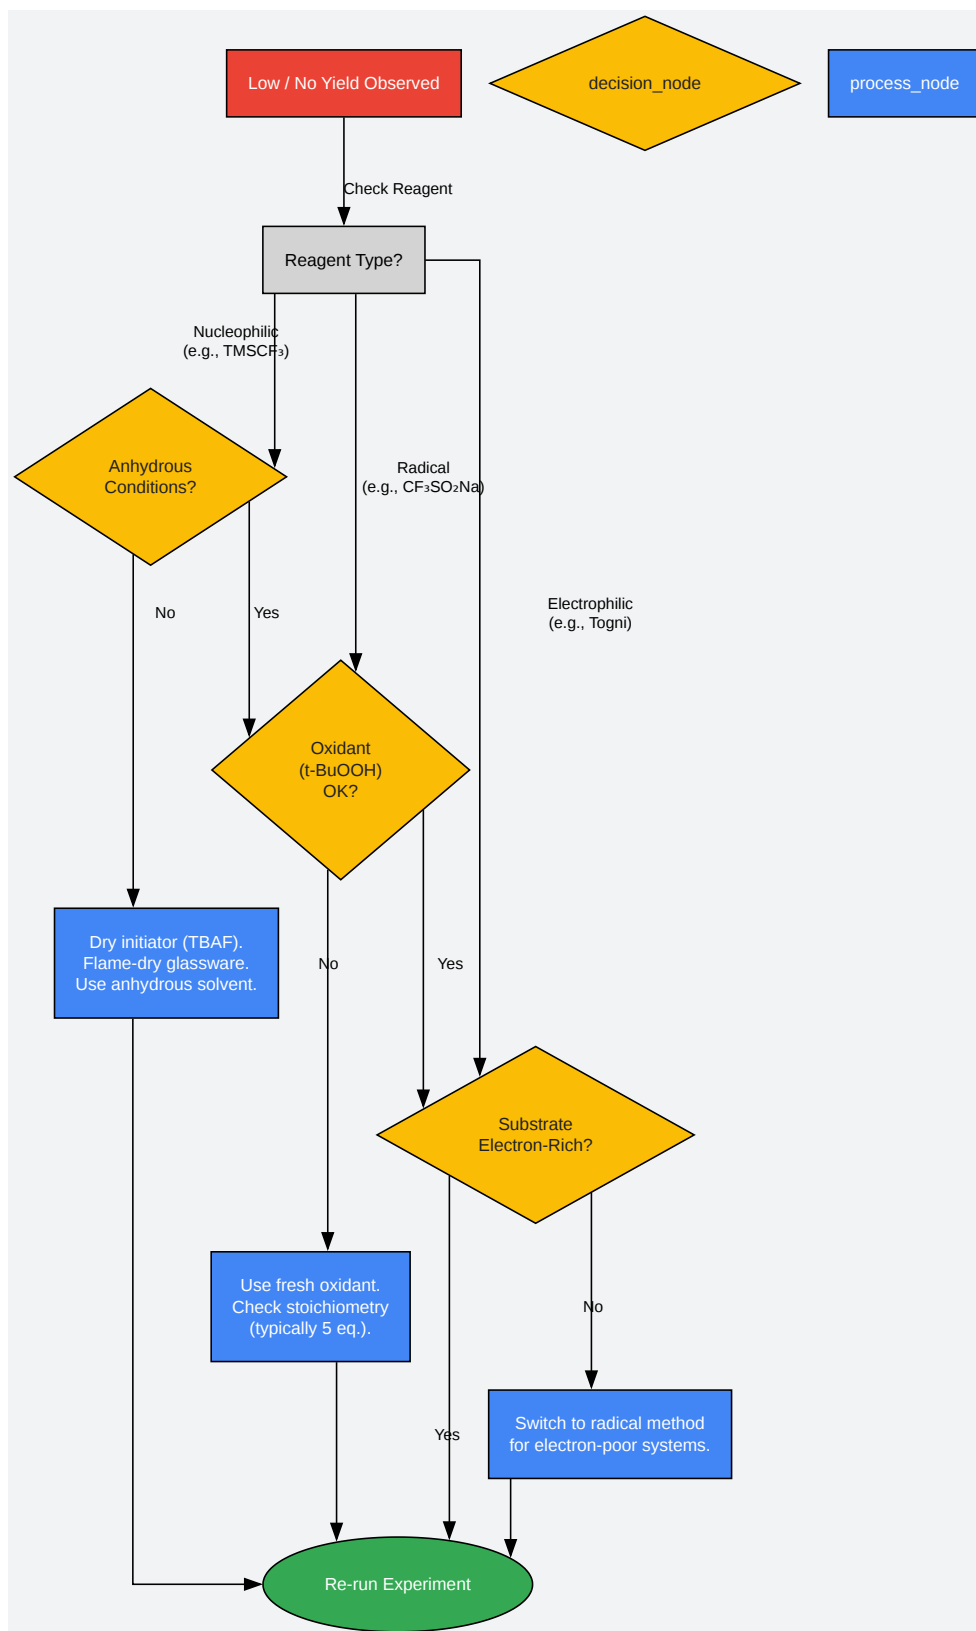 Low / No Yield Observed
decision_node
process_node
Check Reagent
Reagent Type?
Nucleophilic
(e.g., TMSCF₃)
Anhydrous
Conditions?
Radical
(e.g., CF₃SO₂Na)
Electrophilic
(e.g., Togni)
No
Yes
Oxidant
(t-BuOOH)
OK?
Dry initiator (TBAF).
Flame-dry glassware.
Use anhydrous solvent.
No
Yes
Substrate
Electron-Rich?
Use fresh oxidant.
Check stoichiometry
(typically 5 eq.).
No
Yes
Switch to radical method
for electron-poor systems.
Re-run Experiment